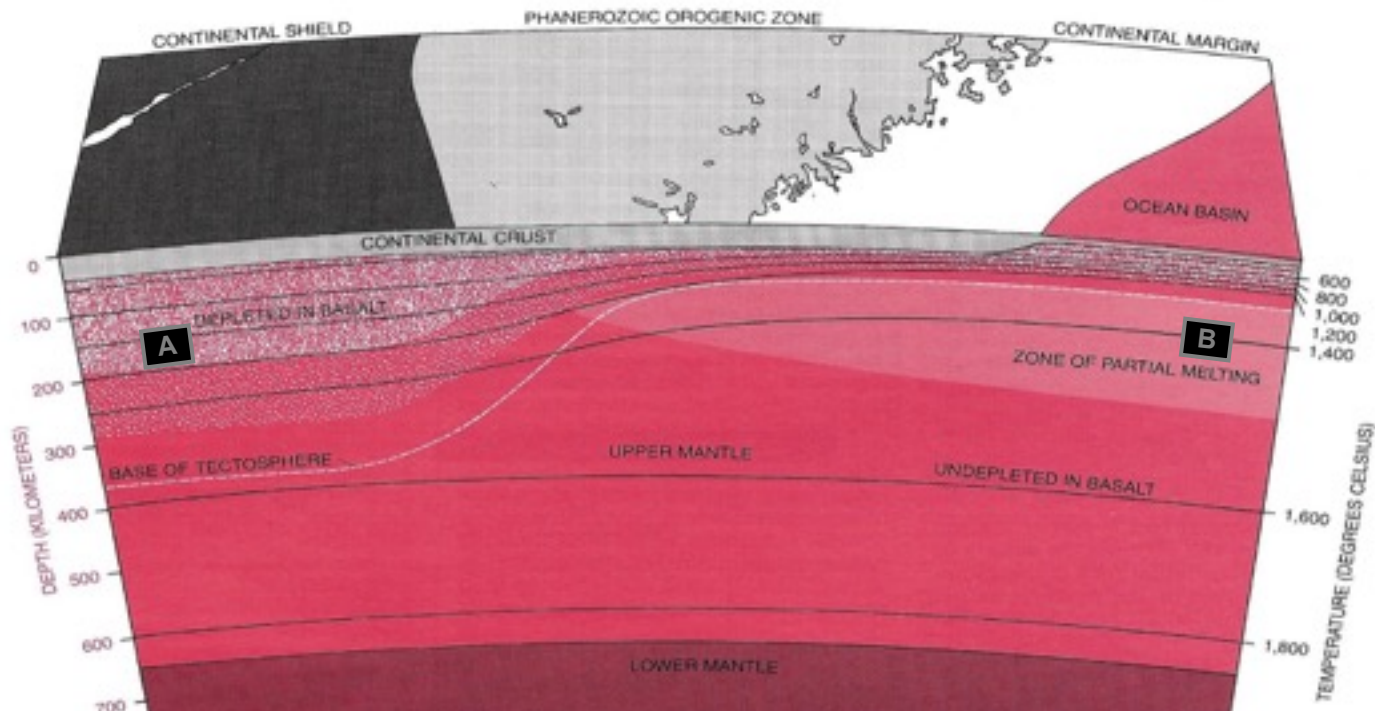 CONTINENTAL SHIELD
PHANEROZOIC OROGENIC ZONE
CONTINENTAL MARGIN
OCEAN BASIN
CONTINENTAL CRUST
0
100
200
300
400
500
600
700
DEPTH (KILOMETERS)
DEPLETED IN BASALT
A
B
ZONE OF PARTIAL MELTING
BASE OF TECTOSPHERE
UPPER MANTLE
UNDEPLETED IN BASALT
LOWER MANTLE
600
800
1,000
1,200
1,400
1,600
1,800
TEMPERATURE (DEGREES CELSIUS)